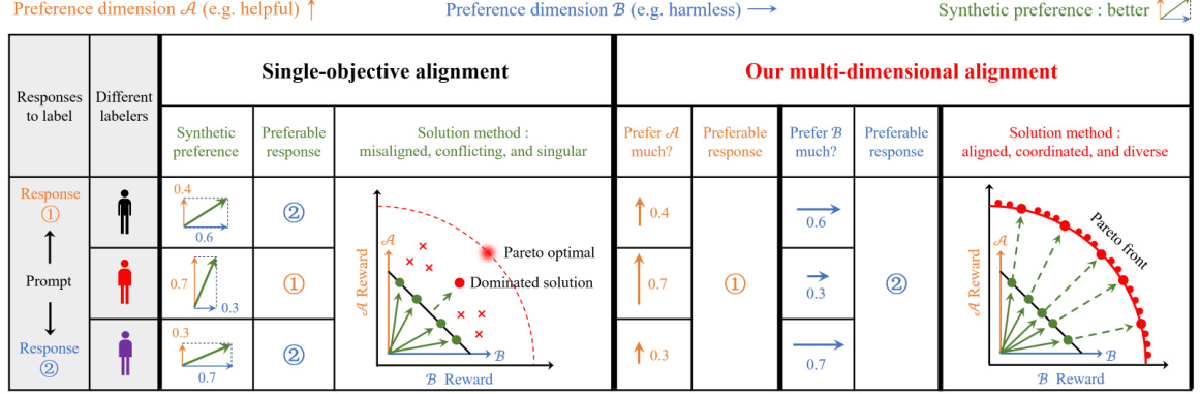 Preference dimension 𝒜 (e.g. helpful) ↑
Preference dimension ℬ (e.g. harmless) →
Synthetic preference : better
Responses to label
Different labelers
Single-objective alignment
Our multi-dimensional alignment
Synthetic preference
Preferable response
Solution method :
misaligned, conflicting, and singular
Prefer 𝒜 much?
Preferable response
Prefer ℬ much?
Preferable response
Solution method :
aligned, coordinated, and diverse
Response
①
Prompt
Response
②
0.4
0.6
②
0.7
0.3
①
0.3
0.7
②
𝒜 Reward
𝒜
Pareto optimal
Dominated solution
ℬ
ℬ Reward
0.4
0.7
0.3
①
0.6
0.3
0.7
②
𝒜 Reward
𝒜
Pareto front
ℬ
ℬ Reward